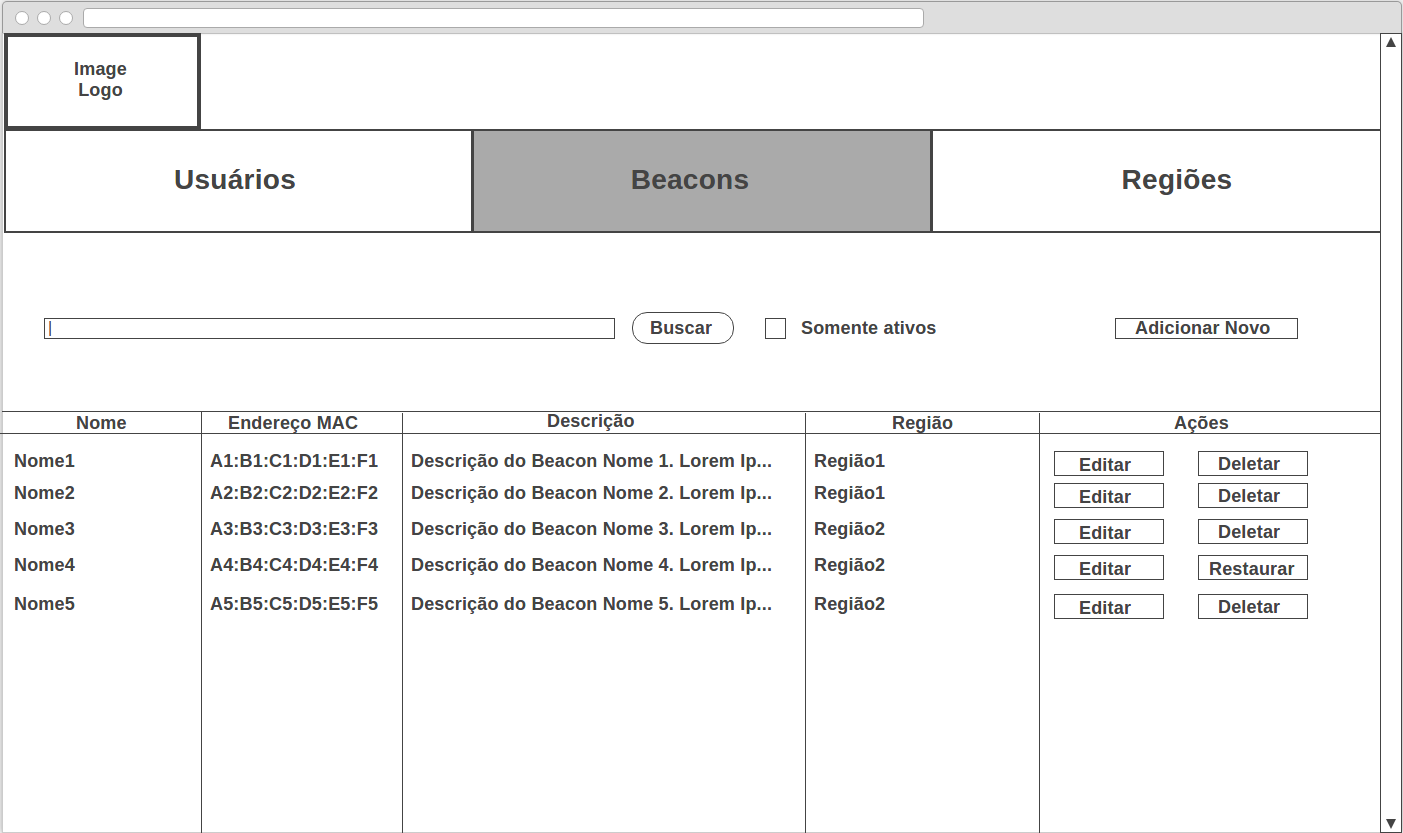 Image
Logo
Usuários Beacons Regiões
Buscar Somente ativos Adicionar Novo
Nome Endereço MAC Descrição Região Ações
Nome1 A1:B1:C1:D1:E1:F1 Descrição do Beacon Nome 1. Lorem Ip... Região1 Editar Deletar
Nome2 A2:B2:C2:D2:E2:F2 Descrição do Beacon Nome 2. Lorem Ip... Região1 Editar Deletar
Nome3 A3:B3:C3:D3:E3:F3 Descrição do Beacon Nome 3. Lorem Ip... Região2 Editar Deletar
Nome4 A4:B4:C4:D4:E4:F4 Descrição do Beacon Nome 4. Lorem Ip... Região2 Editar Restaurar
Nome5 A5:B5:C5:D5:E5:F5 Descrição do Beacon Nome 5. Lorem Ip... Região2 Editar Deletar